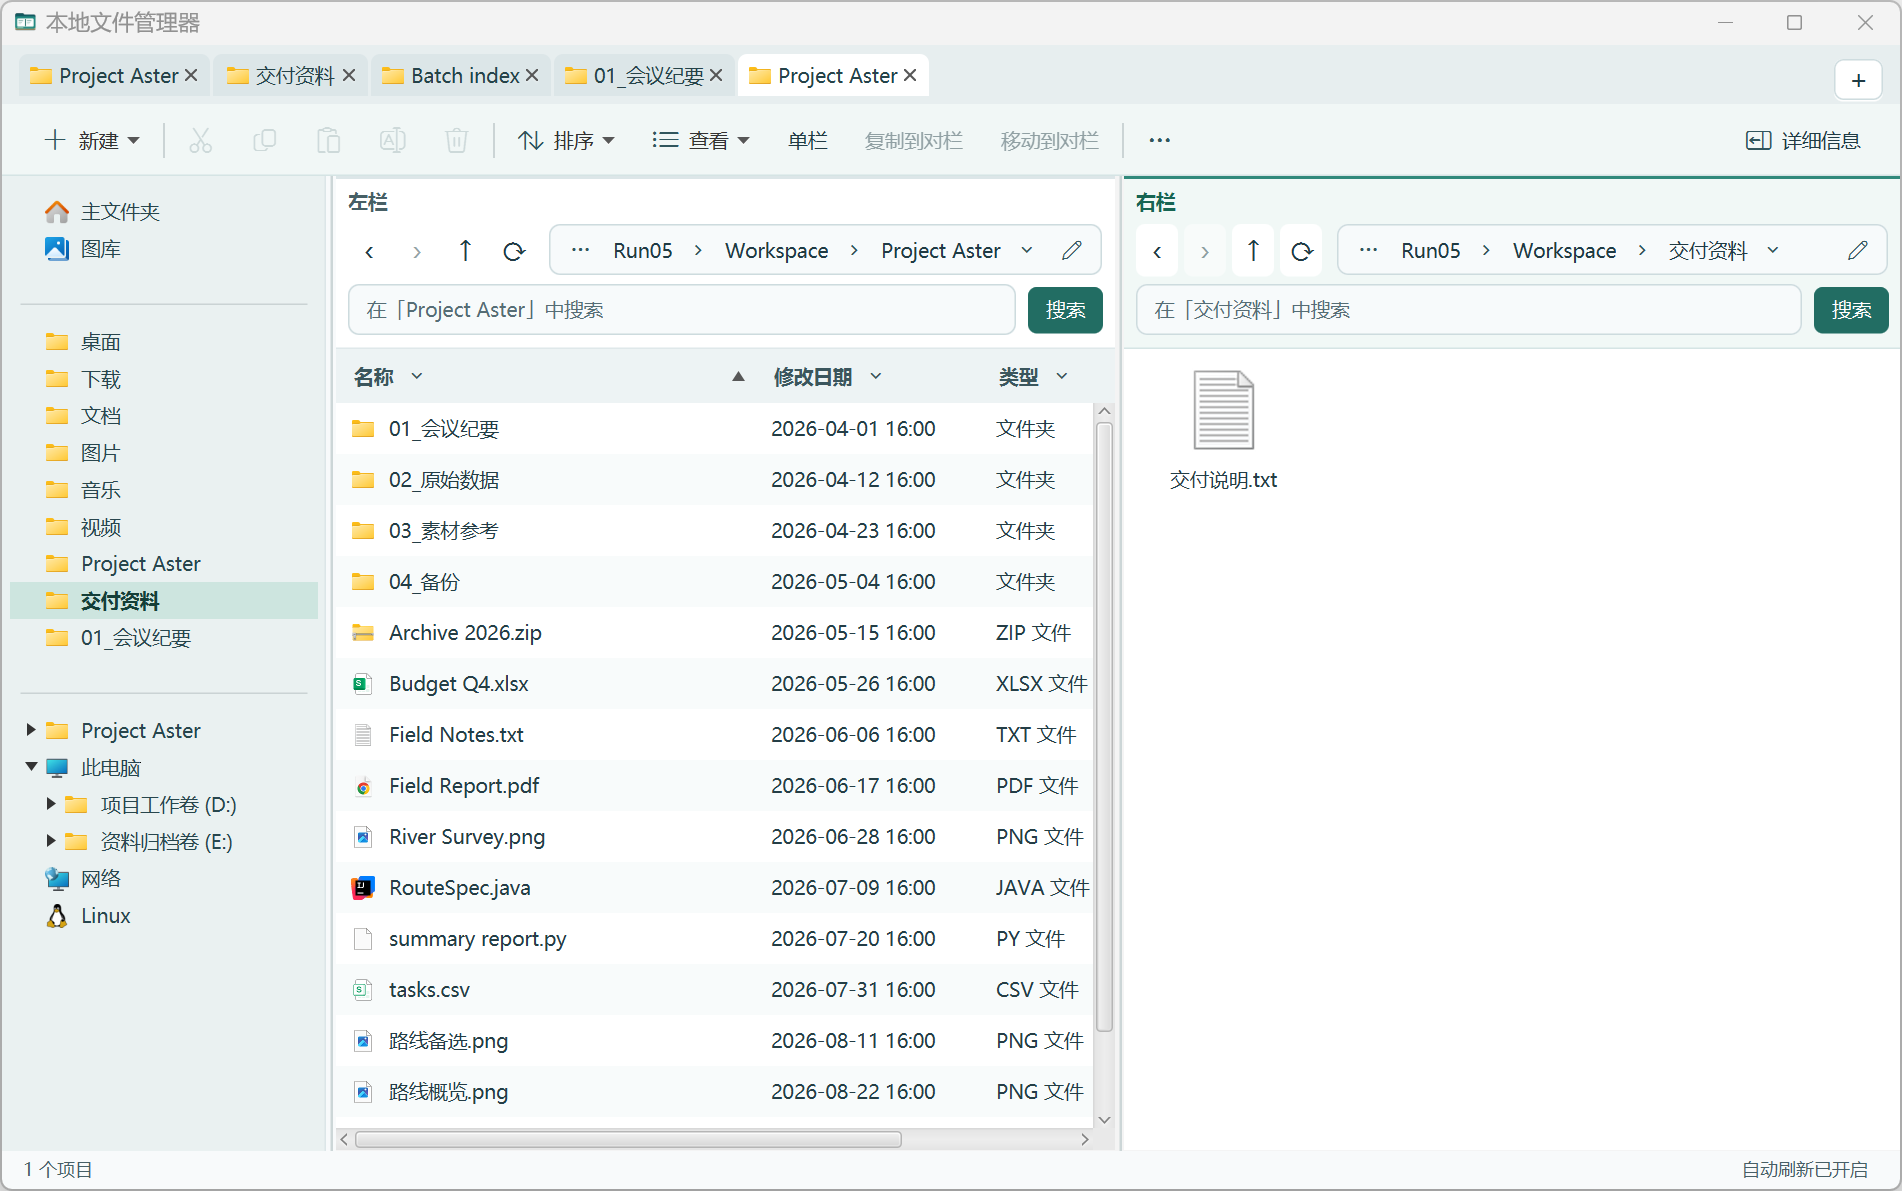 本地文件管理器
Project Aster 交付资料 Batch index 01_会议纪要 Project Aster
新建 排序 查看 单栏 复制到对栏 移动到对栏 ··· 详细信息
主文件夹
图库
桌面
下载
文档
图片
音乐
视频
Project Aster
交付资料
01_会议纪要
Project Aster
此电脑
项目工作卷 (D:)
资料归档卷 (E:)
网络
Linux
左栏
··· Run05 › Workspace › Project Aster
在「Project Aster」中搜索 搜索
名称 修改日期 类型
01_会议纪要 2026-04-01 16:00 文件夹
02_原始数据 2026-04-12 16:00 文件夹
03_素材参考 2026-04-23 16:00 文件夹
04_备份 2026-05-04 16:00 文件夹
Archive 2026.zip 2026-05-15 16:00 ZIP 文件
Budget Q4.xlsx 2026-05-26 16:00 XLSX 文件
Field Notes.txt 2026-06-06 16:00 TXT 文件
Field Report.pdf 2026-06-17 16:00 PDF 文件
River Survey.png 2026-06-28 16:00 PNG 文件
RouteSpec.java 2026-07-09 16:00 JAVA 文件
summary report.py 2026-07-20 16:00 PY 文件
tasks.csv 2026-07-31 16:00 CSV 文件
路线备选.png 2026-08-11 16:00 PNG 文件
路线概览.png 2026-08-22 16:00 PNG 文件
右栏
··· Run05 › Workspace › 交付资料
在「交付资料」中搜索 搜索
交付说明.txt
1 个项目
自动刷新已开启